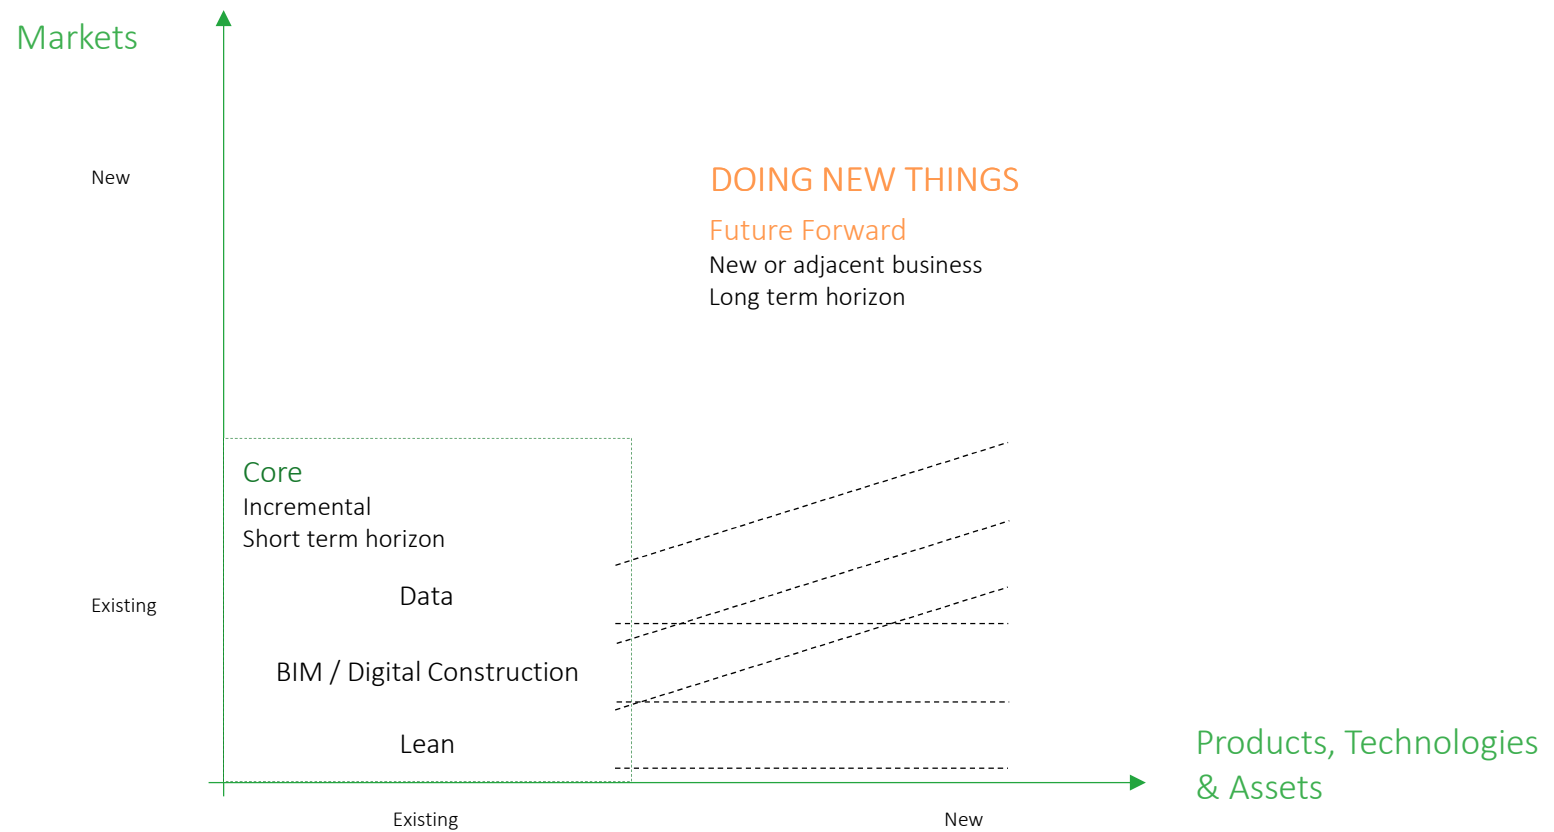 Markets
New
DOING NEW THINGS
Future Forward
New or adjacent business
Long term horizon
Core
Incremental
Short term horizon
Data
Existing
BIM / Digital Construction
Lean
Products, Technologies
& Assets
Existing
New